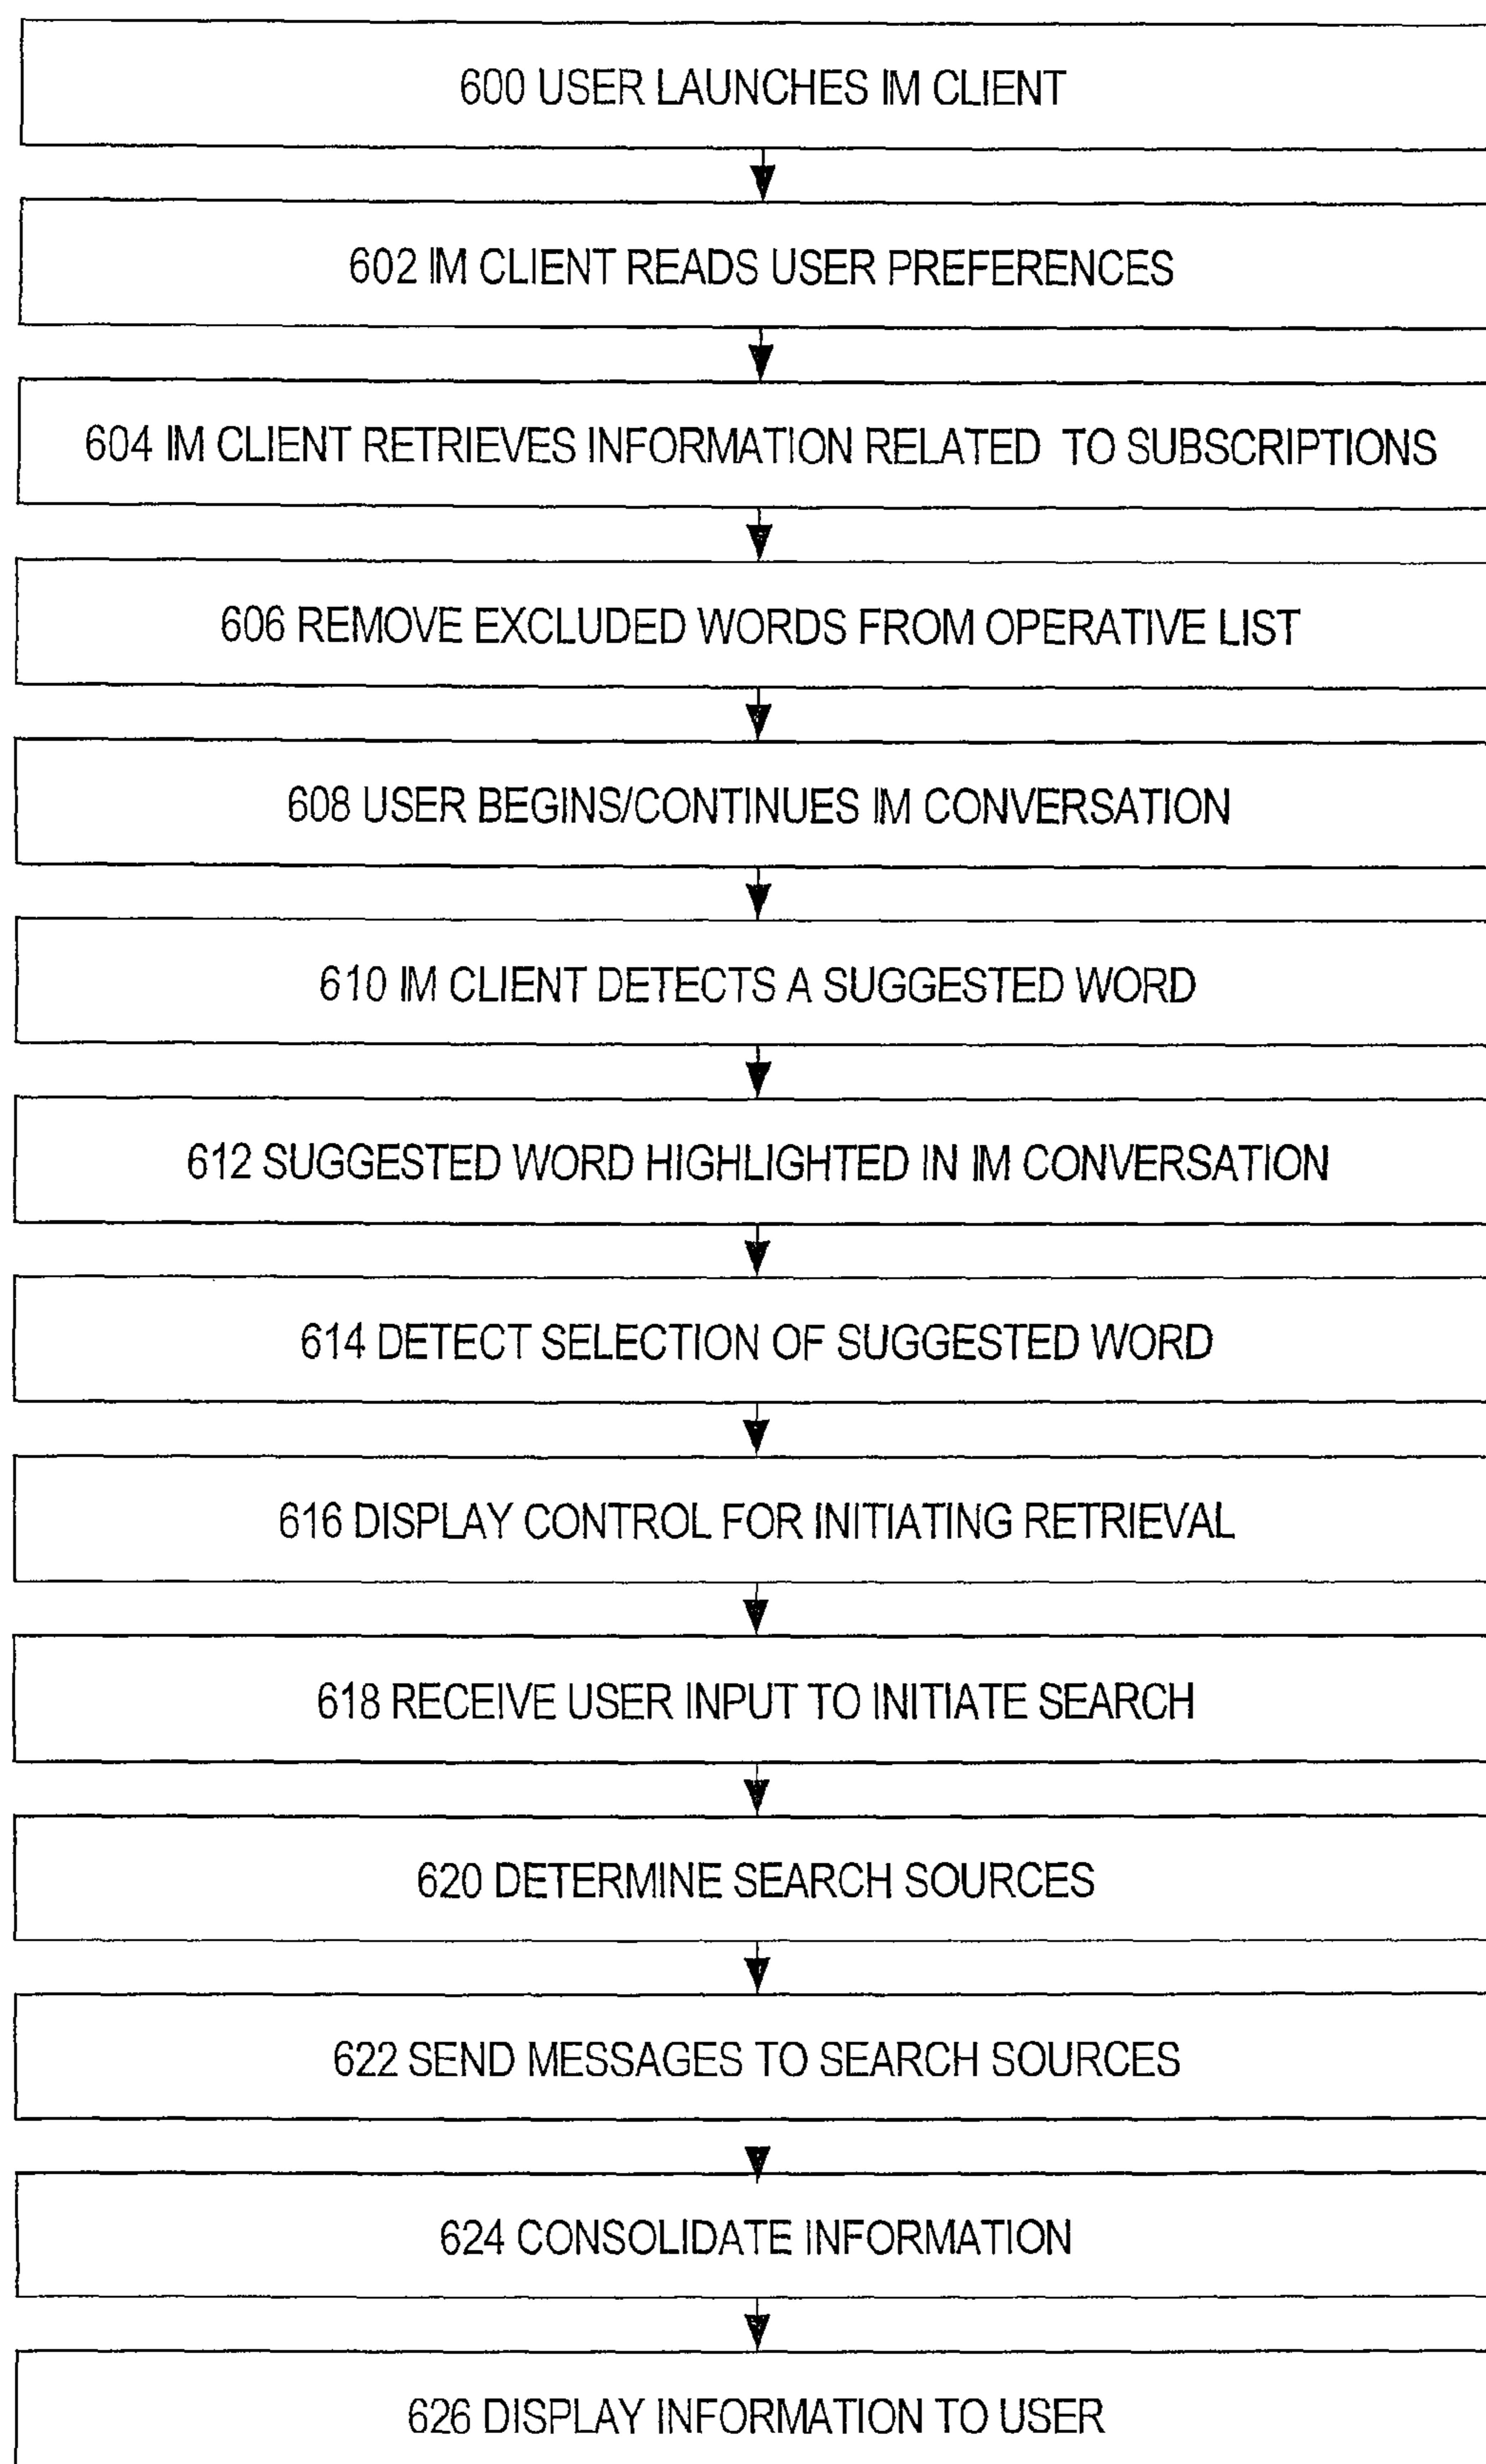 600 USER LAUNCHES IM CLIENT
602 IM CLIENT READS USER PREFERENCES
604 IM CLIENT RETRIEVES INFORMATION RELATED TO SUBSCRIPTIONS
606 REMOVE EXCLUDED WORDS FROM OPERATIVE LIST
608 USER BEGINS/CONTINUES IM CONVERSATION
610 IM CLIENT DETECTS A SUGGESTED WORD
612 SUGGESTED WORD HIGHLIGHTED IN IM CONVERSATION
614 DETECT SELECTION OF SUGGESTED WORD
616 DISPLAY CONTROL FOR INITIATING RETRIEVAL
618 RECEIVE USER INPUT TO INITIATE SEARCH
620 DETERMINE SEARCH SOURCES
622 SEND MESSAGES TO SEARCH SOURCES
624 CONSOLIDATE INFORMATION
626 DISPLAY INFORMATION TO USER